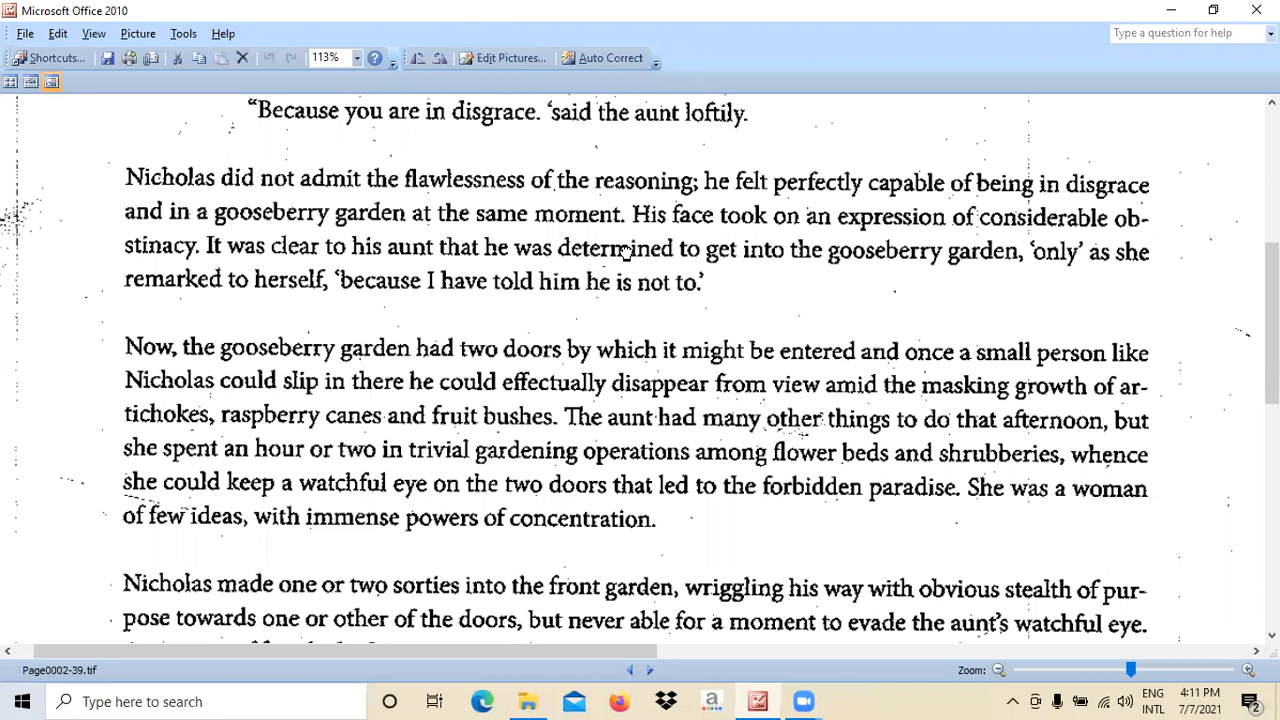 Microsoft Office 2010
File Edit View Picture Tools Help
Type a question for help
Shortcuts... 113% Edit Pictures... Auto Correct
“Because you are in disgrace. ‘said the aunt loftily.
Nicholas did not admit the flawlessness of the reasoning; he felt perfectly capable of being in disgrace
and in a gooseberry garden at the same moment. His face took on an expression of considerable ob-
stinacy. It was clear to his aunt that he was determined to get into the gooseberry garden, ‘only’ as she
remarked to herself, ‘because I have told him he is not to.’
Now, the gooseberry garden had two doors by which it might be entered and once a small person like
Nicholas could slip in there he could effectually disappear from view amid the masking growth of ar-
tichokes, raspberry canes and fruit bushes. The aunt had many other things to do that afternoon, but
she spent an hour or two in trivial gardening operations among flower beds and shrubberies, whence
she could keep a watchful eye on the two doors that led to the forbidden paradise. She was a woman
of few ideas, with immense powers of concentration.
Nicholas made one or two sorties into the front garden, wriggling his way with obvious stealth of pur-
pose towards one or other of the doors, but never able for a moment to evade the aunt’s watchful eye.
Page0002-39.tif Zoom:
Type here to search
ENG
INTL
4:11 PM
7/7/2021
2